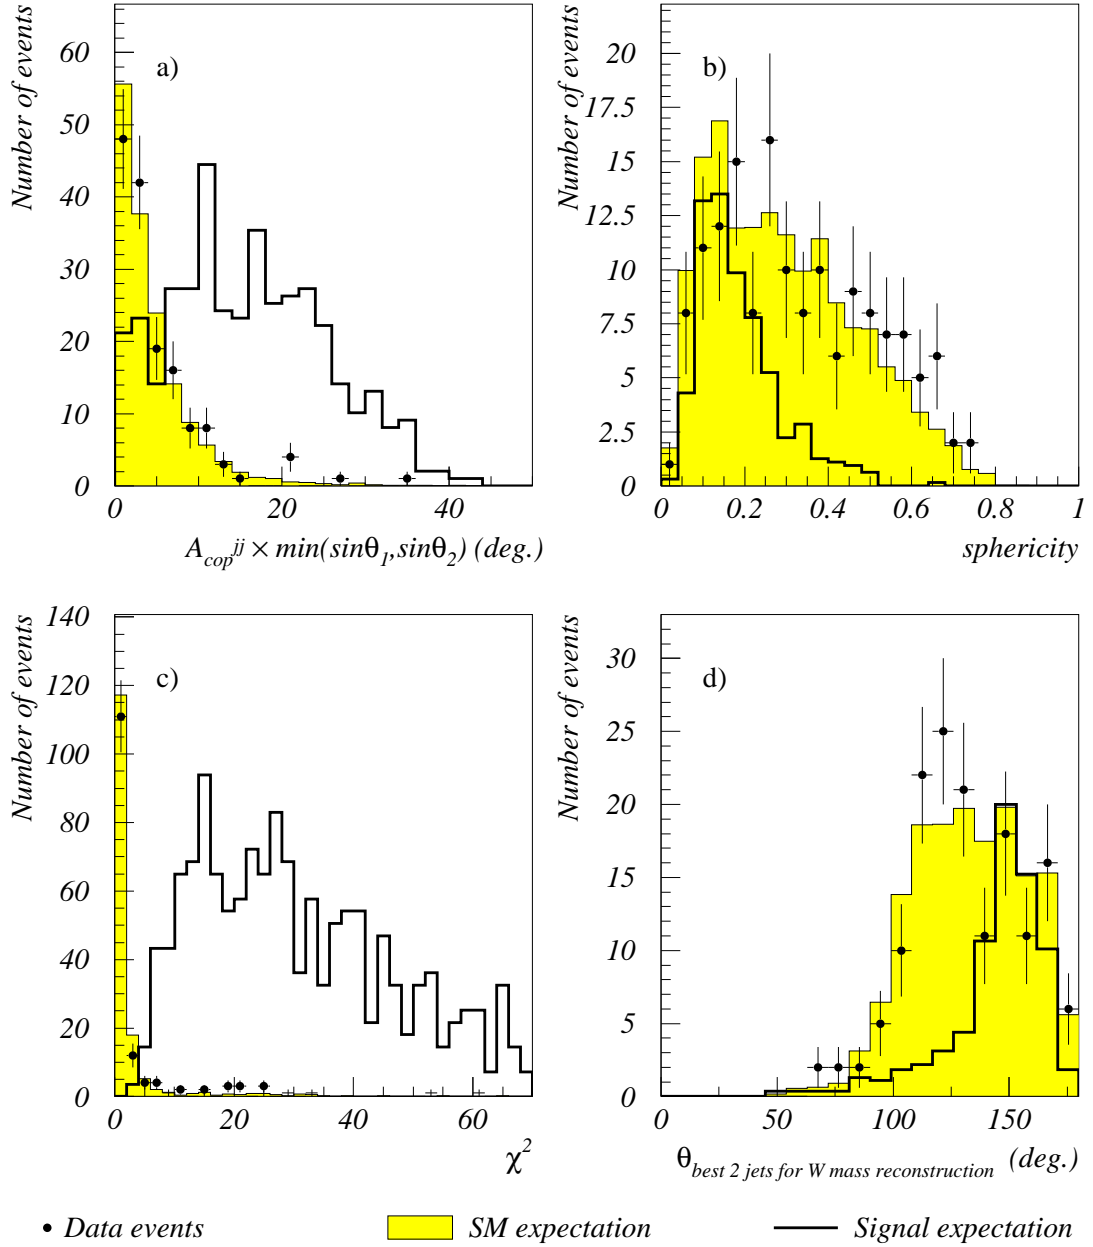 Number of events
a)
60
50
40
30
20
10
0
0 20 40
A_cop^jj × min(sinθ_1,sinθ_2) (deg.)
Number of events
b)
20
17.5
15
12.5
10
7.5
5
2.5
0
0 0.2 0.4 0.6 0.8 1
sphericity
Number of events
c)
140
120
100
80
60
40
20
0
0 20 40 60
χ^2
Number of events
d)
30
25
20
15
10
5
0
0 50 100 150
θ_best 2 jets for W mass reconstruction (deg.)
Data events SM expectation Signal expectation